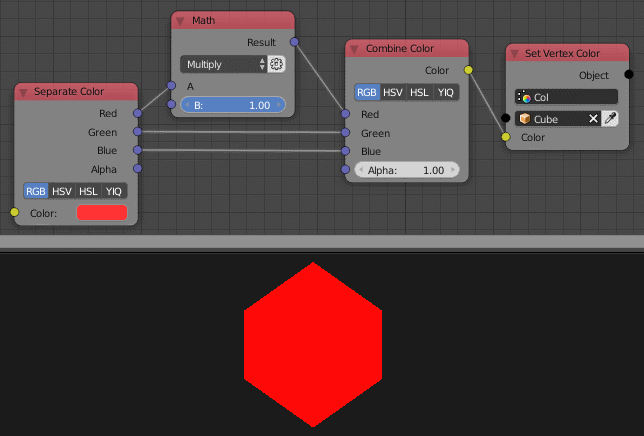 Separate Color
Red
Green
Blue
Alpha
RGB HSV HSL YIQ
Color:
Math
Result
Multiply
A
B: 1.00
Combine Color
Color
RGB HSV HSL YIQ
Red
Green
Blue
Alpha: 1.00
Set Vertex Color
Object
Col
Cube
Color